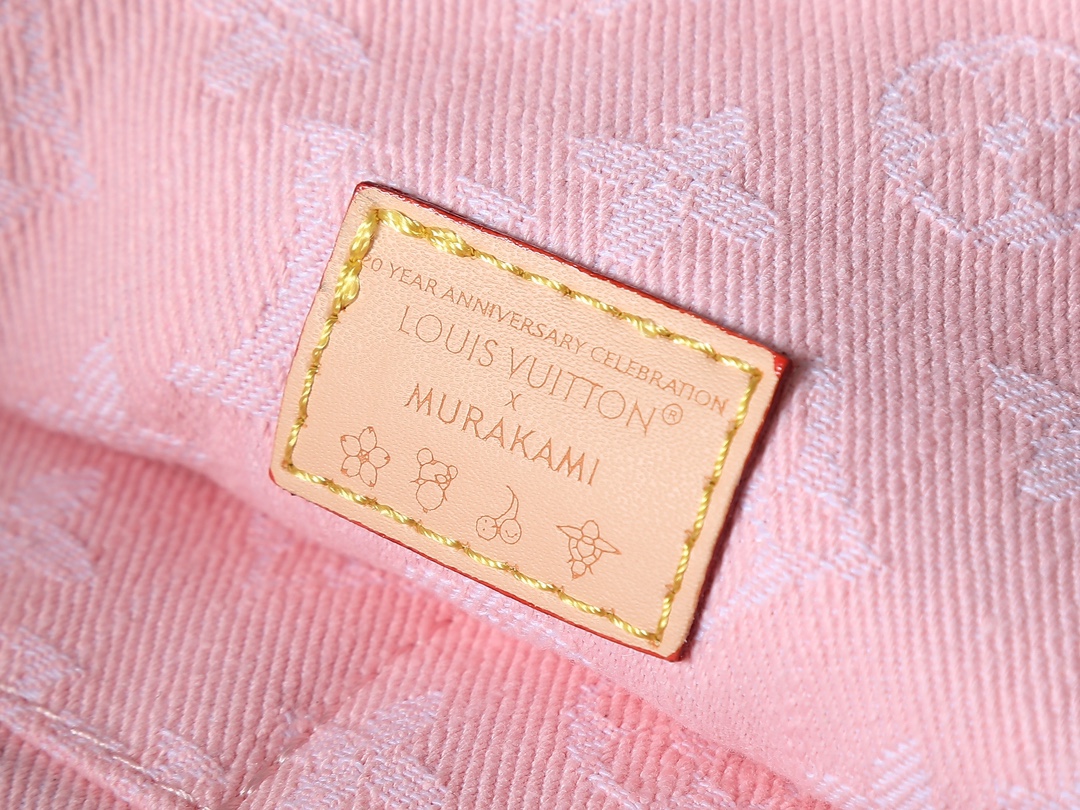 20 YEAR ANNIVERSARY CELEBRATION
LOUIS VUITTON®
x
MURAKAMI